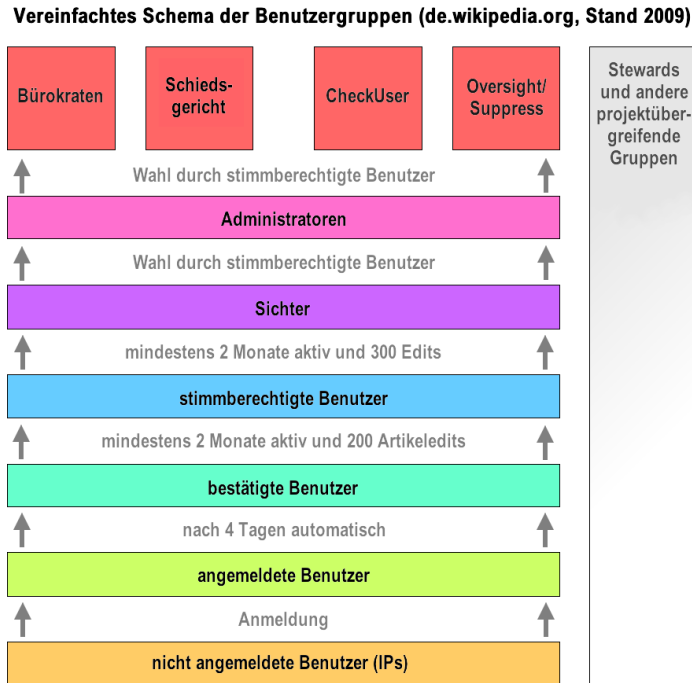 Vereinfachtes Schema der Benutzergruppen (de.wikipedia.org, Stand 2009)
Bürokraten
Schieds-
gericht
CheckUser
Oversight/
Suppress
Stewards
und andere
projektüber-
greifende
Gruppen
Wahl durch stimmberechtigte Benutzer
Administratoren
Wahl durch stimmberechtigte Benutzer
Sichter
mindestens 2 Monate aktiv und 300 Edits
stimmberechtigte Benutzer
mindestens 2 Monate aktiv und 200 Artikeledits
bestätigte Benutzer
nach 4 Tagen automatisch
angemeldete Benutzer
Anmeldung
nicht angemeldete Benutzer (IPs)